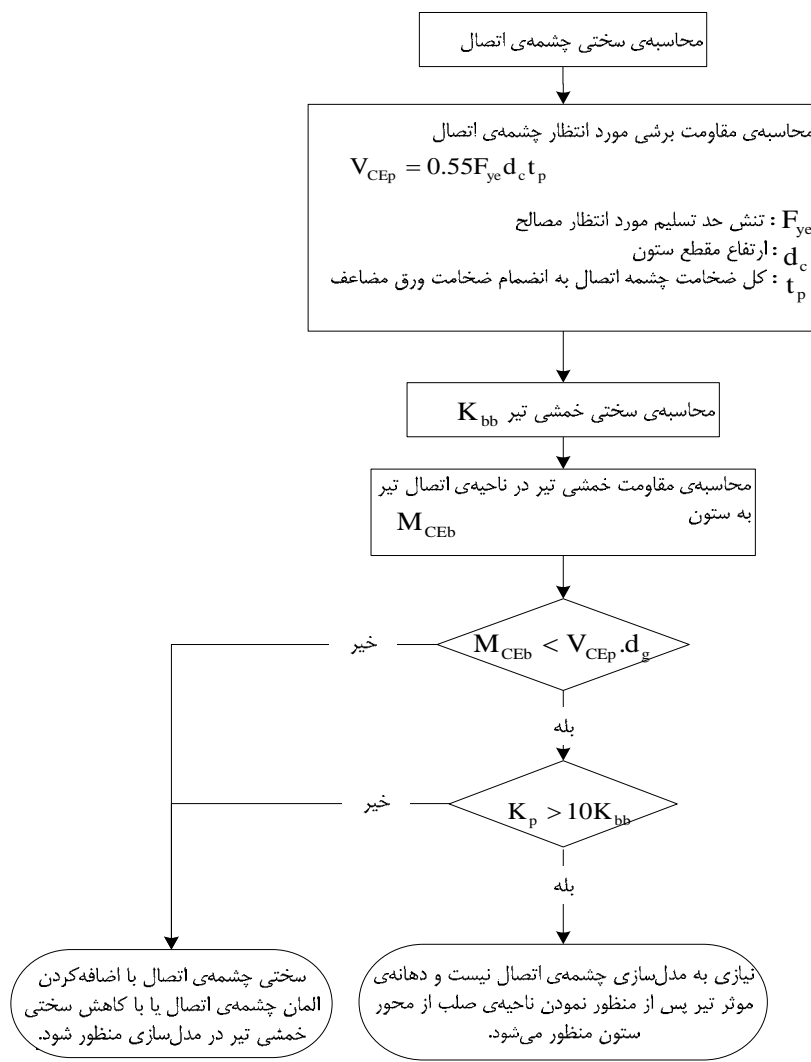 محاسبه‌ی سختی چشمه‌ی اتصال
محاسبه‌ی مقاومت برشی مورد انتظار چشمه‌ی اتصال
V_CEp = 0.55F_ye d_c t_p
F_ye : تنش حد تسلیم مورد انتظار مصالح
d_c : ارتفاع مقطع ستون
t_p : کل ضخامت چشمه اتصال به انضمام ضخامت ورق مضاعف
محاسبه‌ی سختی خمشی تیر K_bb
محاسبه‌ی مقاومت خمشی تیر در ناحیه‌ی اتصال تیر
به ستون M_CEb
M_CEb < V_CEp.d_g
خیر
بله
K_p > 10K_bb
خیر
بله
نیازی به مدل‌سازی چشمه‌ی اتصال نیست و دهانه‌ی
موثر تیر پس از منظور نمودن ناحیه‌ی صلب از محور
ستون منظور می‌شود.
سختی چشمه‌ی اتصال با اضافه‌کردن
المان چشمه‌ی اتصال یا با کاهش سختی
خمشی تیر در مدل‌سازی منظور شود.